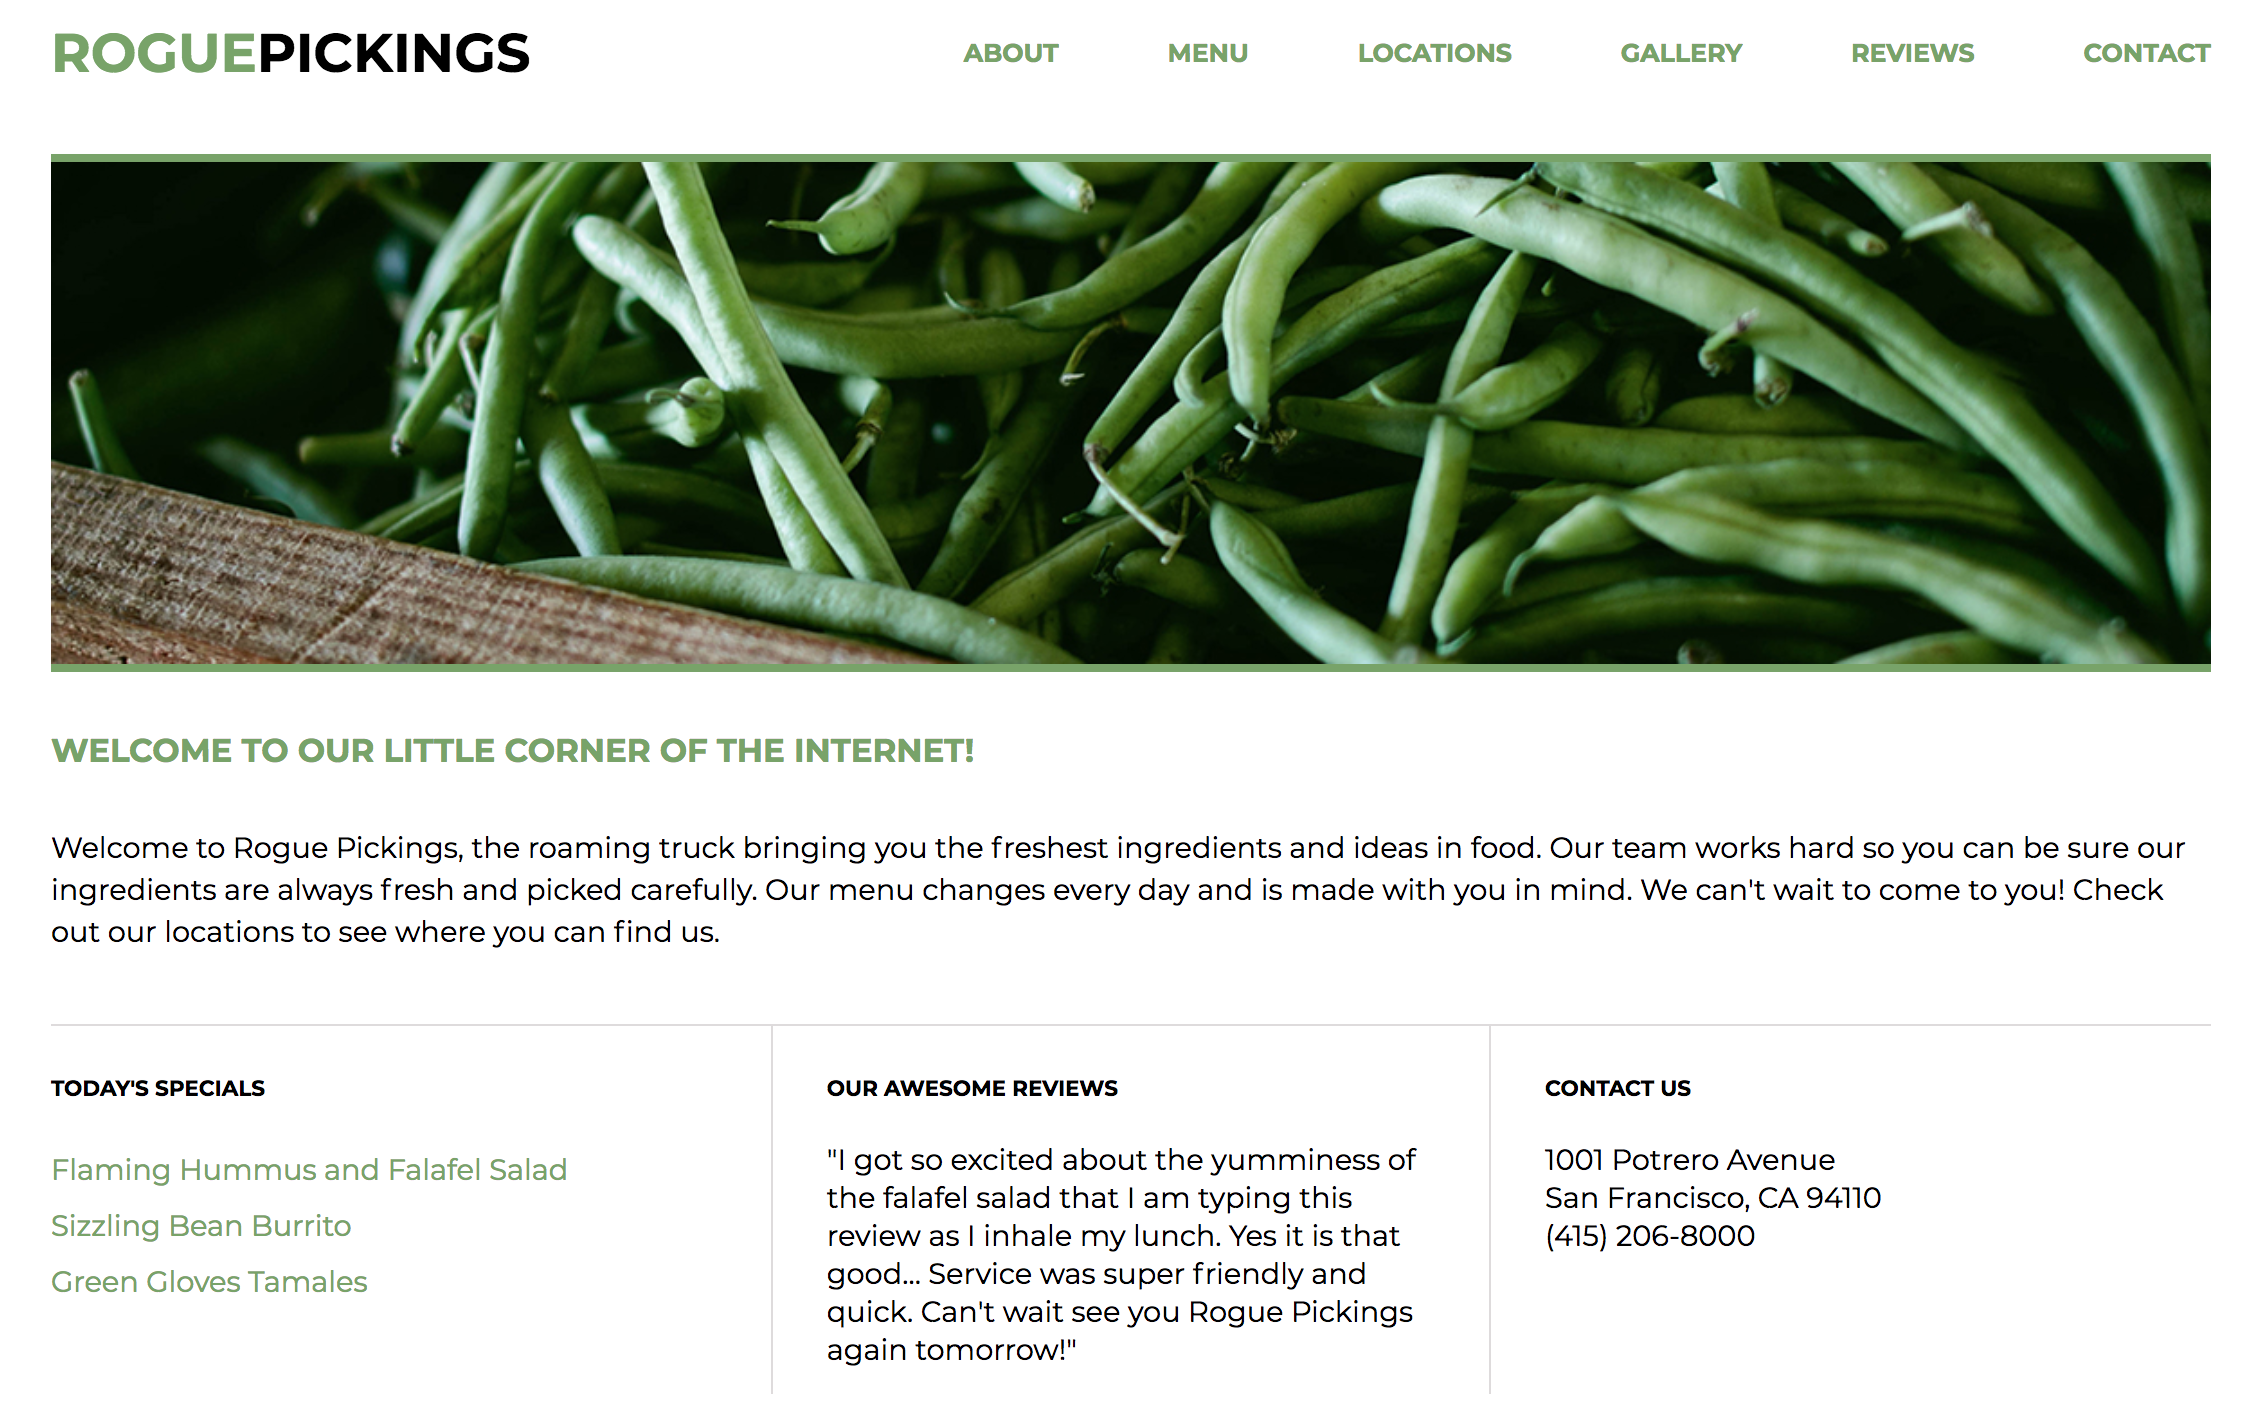 ROGUEPICKINGS
ABOUT
MENU
LOCATIONS
GALLERY
REVIEWS
CONTACT
WELCOME TO OUR LITTLE CORNER OF THE INTERNET!
Welcome to Rogue Pickings, the roaming truck bringing you the freshest ingredients and ideas in food. Our team works hard so you can be sure our
ingredients are always fresh and picked carefully. Our menu changes every day and is made with you in mind. We can't wait to come to you! Check
out our locations to see where you can find us.
TODAY'S SPECIALS
Flaming Hummus and Falafel Salad
Sizzling Bean Burrito
Green Gloves Tamales
OUR AWESOME REVIEWS
"I got so excited about the yumminess of
the falafel salad that I am typing this
review as I inhale my lunch. Yes it is that
good... Service was super friendly and
quick. Can't wait see you Rogue Pickings
again tomorrow!"
CONTACT US
1001 Potrero Avenue
San Francisco, CA 94110
(415) 206-8000